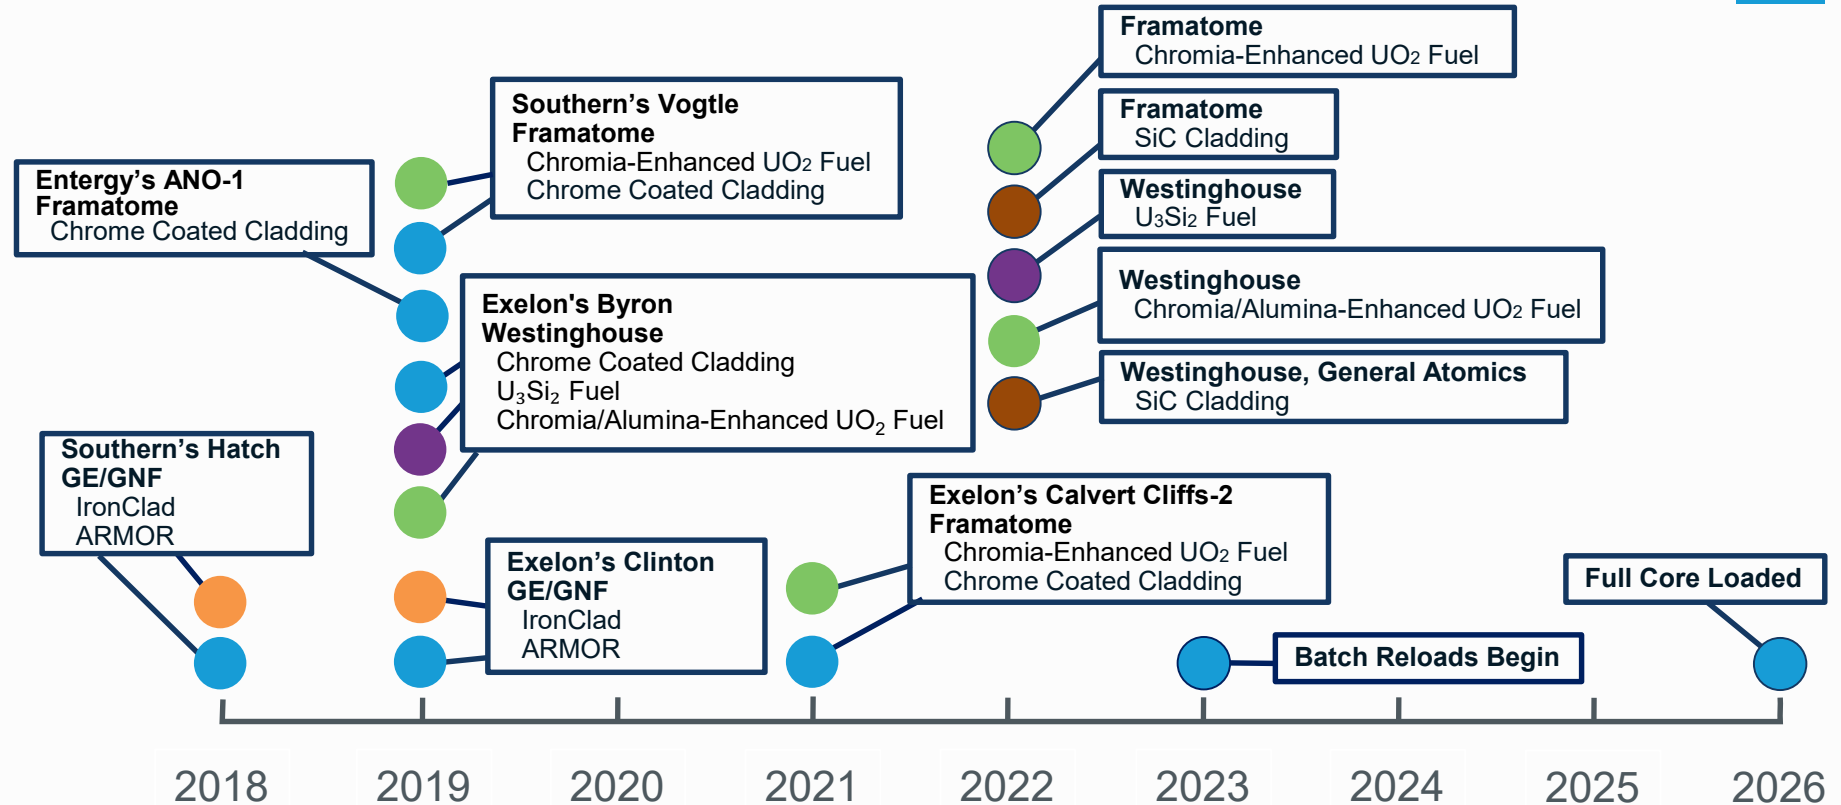 Framatome
Chromia-Enhanced UO2 Fuel
Framatome
SiC Cladding
Westinghouse
U3Si2 Fuel
Westinghouse
Chromia/Alumina-Enhanced UO2 Fuel
Westinghouse, General Atomics
SiC Cladding
Southern’s Vogtle
Framatome
Chromia-Enhanced UO2 Fuel
Chrome Coated Cladding
Entergy’s ANO-1
Framatome
Chrome Coated Cladding
Exelon's Byron
Westinghouse
Chrome Coated Cladding
U₃Si₂ Fuel
Chromia/Alumina-Enhanced UO₂ Fuel
Southern’s Hatch
GE/GNF
IronClad
ARMOR
Exelon’s Clinton
GE/GNF
IronClad
ARMOR
Exelon’s Calvert Cliffs-2
Framatome
Chromia-Enhanced UO2 Fuel
Chrome Coated Cladding
Batch Reloads Begin
Full Core Loaded
2018 2019 2020 2021 2022 2023 2024 2025 2026